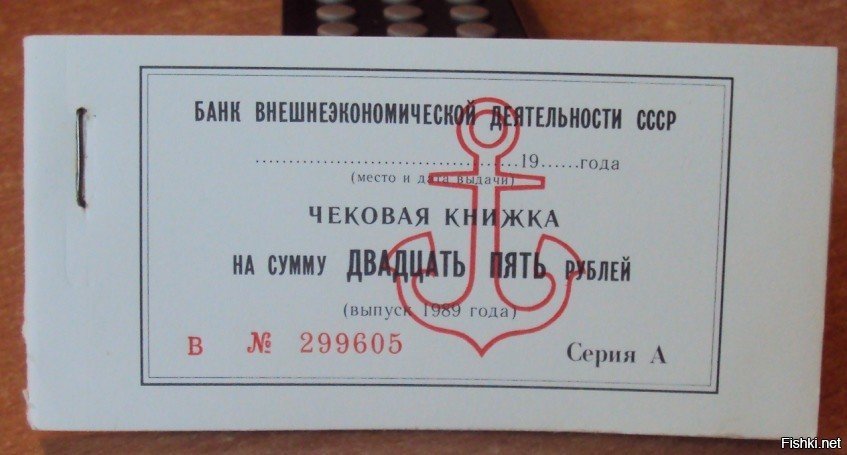 БАНК ВНЕШНЕЭКОНОМИЧЕСКОЙ ДЕЯТЕЛЬНОСТИ СССР
.......................................19......года
(место и дата выдачи)
ЧЕКОВАЯ КНИЖКА
НА СУММУ ДВАДЦАТЬ ПЯТЬ РУБЛЕЙ
(выпуск 1989 года)
В № 299605 Серия А
Fishki.net